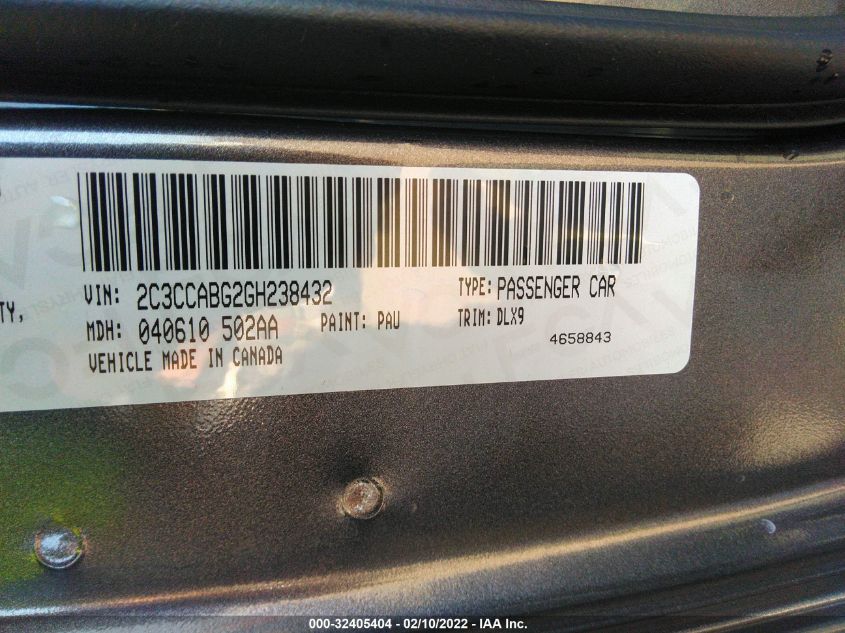 VIN: 2C3CCABG2GH238432 TYPE: PASSENGER CAR
TY,
MDH: 040610 502AA PAINT: PAU TRIM: DLX9
VEHICLE MADE IN CANADA 4658843
000-32405404 - 02/10/2022 - IAA Inc.